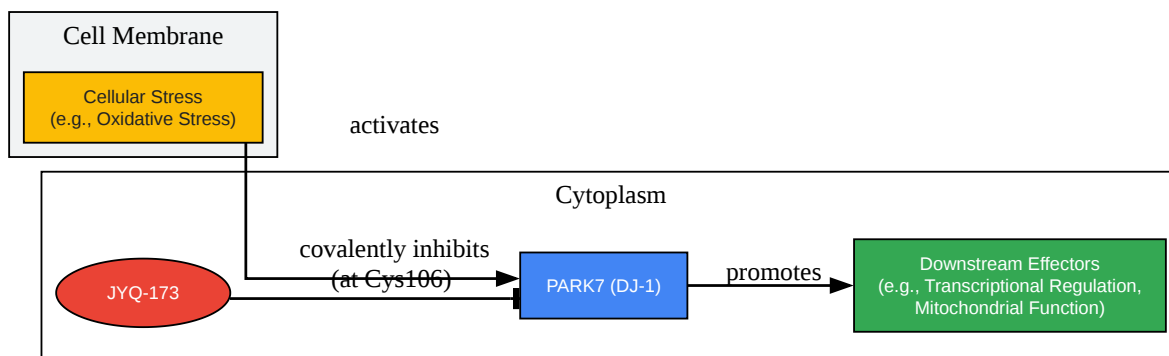 Cell Membrane
Cellular Stress
(e.g., Oxidative Stress)
activates
Cytoplasm
covalently inhibits
(at Cys106)
JYQ-173
PARK7 (DJ-1)
promotes
Downstream Effectors
(e.g., Transcriptional Regulation,
Mitochondrial Function)